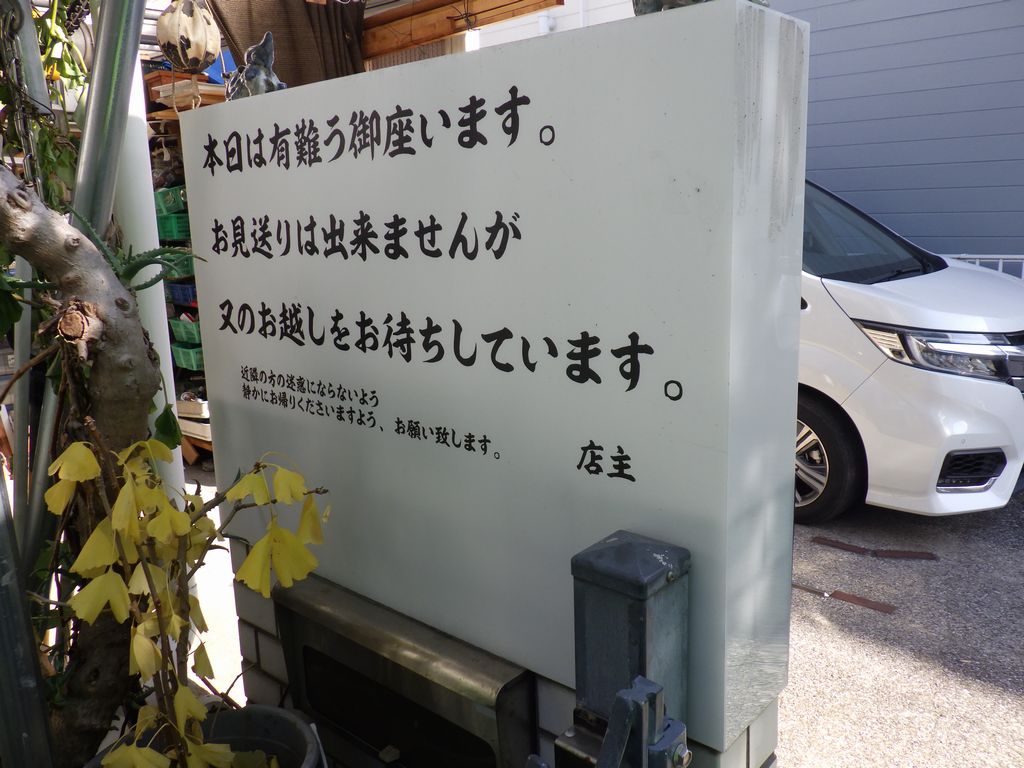 本日は有難う御座います。
お見送りは出来ませんが
又のお越しをお待ちしています。
近隣の方の迷惑にならないよう
静かにお帰りくださいますよう、お願い致します。
店主